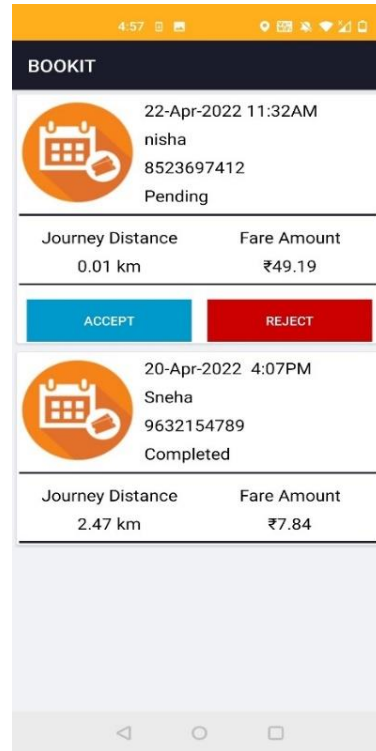 4:57
BOOKIT
22-Apr-2022 11:32AM
nisha
8523697412
Pending
Journey Distance Fare Amount
0.01 km ₹49.19
ACCEPT REJECT
20-Apr-2022 4:07PM
Sneha
9632154789
Completed
Journey Distance Fare Amount
2.47 km ₹7.84